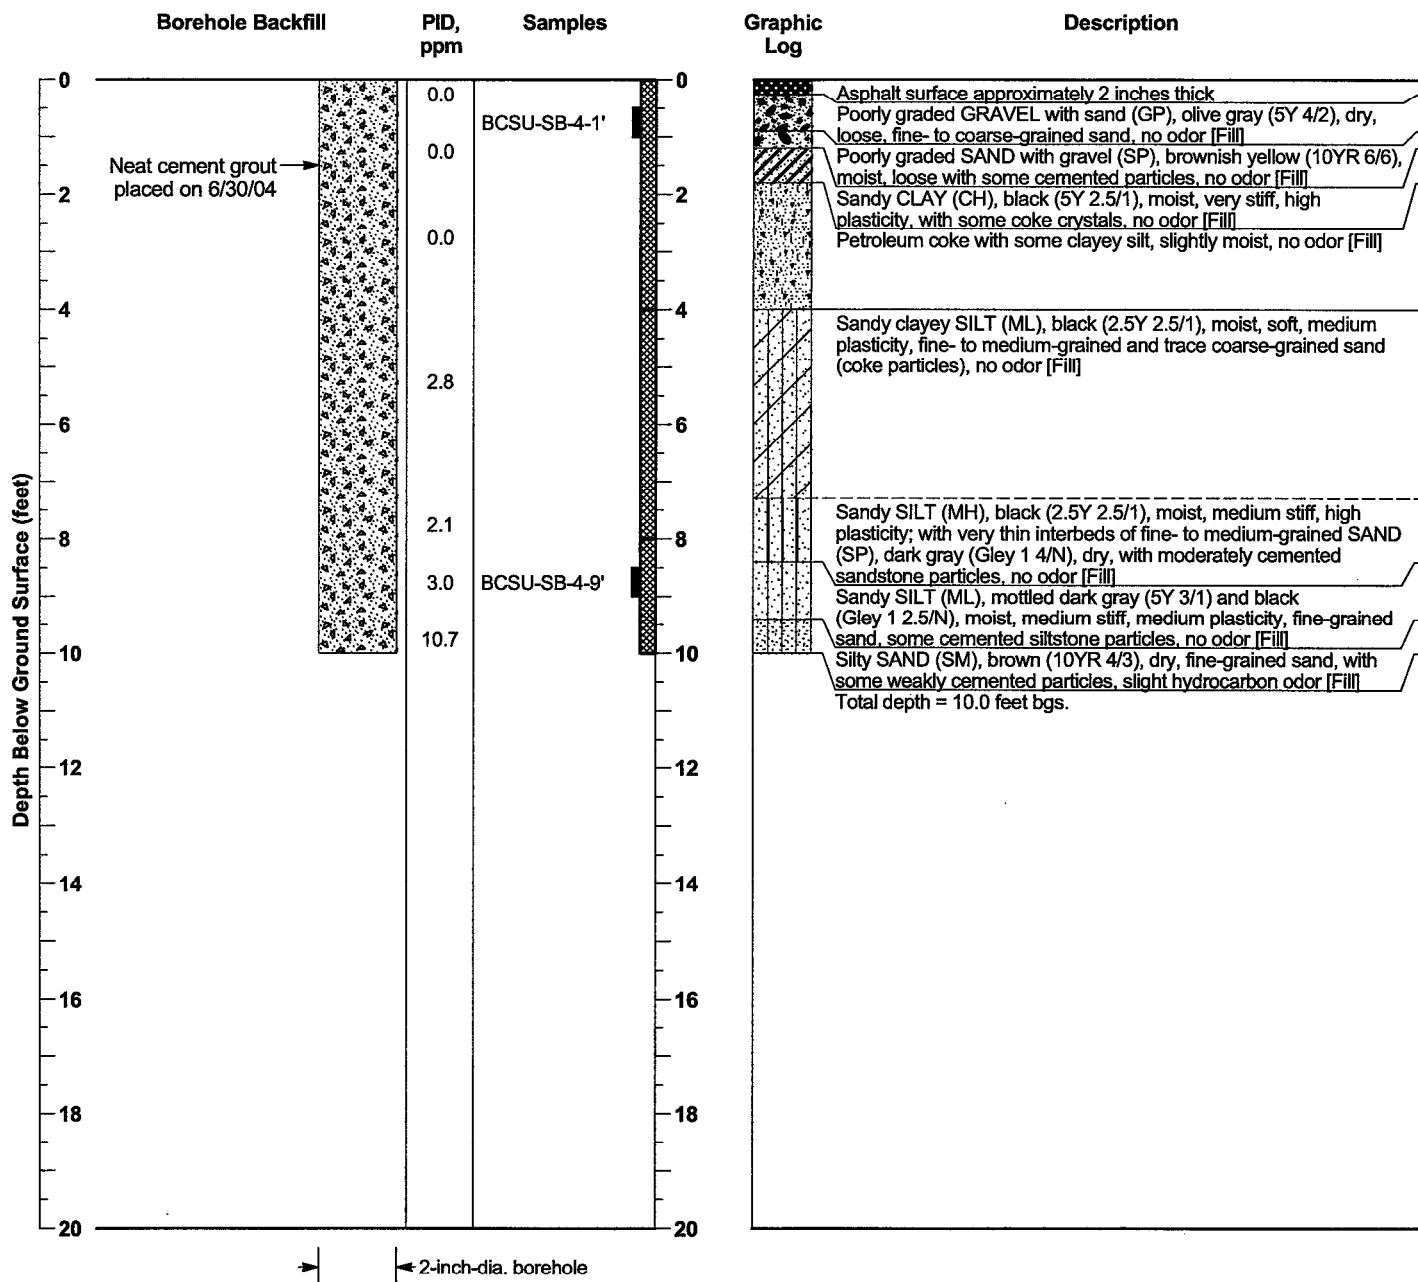 Borehole Backfill
PID,
ppm
Samples
Graphic
Log
Description
0
2
4
6
8
10
12
14
16
18
20
Depth Below Ground Surface (feet)
Neat cement grout
placed on 6/30/04
0.0
0.0
0.0
2.8
2.1
3.0
10.7
BCSU-SB-4-1'
BCSU-SB-4-9'
0
2
4
6
8
10
12
14
16
18
20
Asphalt surface approximately 2 inches thick
Poorly graded GRAVEL with sand (GP), olive gray (5Y 4/2), dry,
loose, fine- to coarse-grained sand, no odor [Fill]
Poorly graded SAND with gravel (SP), brownish yellow (10YR 6/6),
moist, loose with some cemented particles, no odor [Fill]
Sandy CLAY (CH), black (5Y 2.5/1), moist, very stiff, high
plasticity, with some coke crystals, no odor [Fill]
Petroleum coke with some clayey silt, slightly moist, no odor [Fill]
Sandy clayey SILT (ML), black (2.5Y 2.5/1), moist, soft, medium
plasticity, fine- to medium-grained and trace coarse-grained sand
(coke particles), no odor [Fill]
Sandy SILT (MH), black (2.5Y 2.5/1), moist, medium stiff, high
plasticity; with very thin interbeds of fine- to medium-grained SAND
(SP), dark gray (Gley 1 4/N), dry, with moderately cemented
sandstone particles, no odor [Fill]
Sandy SILT (ML), mottled dark gray (5Y 3/1) and black
(Gley 1 2.5/N), moist, medium stiff, medium plasticity, fine-grained
sand, some cemented siltstone particles, no odor [Fill]
Silty SAND (SM), brown (10YR 4/3), dry, fine-grained sand, with
some weakly cemented particles, slight hydrocarbon odor [Fill]
Total depth = 10.0 feet bgs.
2-inch-dia. borehole